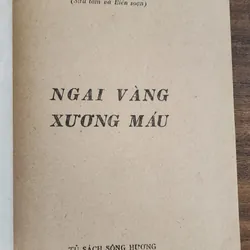 (Sưu tầm và Biên soạn)
NGAI VÀNG
XƯƠNG MÁU
TỦ SÁCH SÔNG HƯƠNG